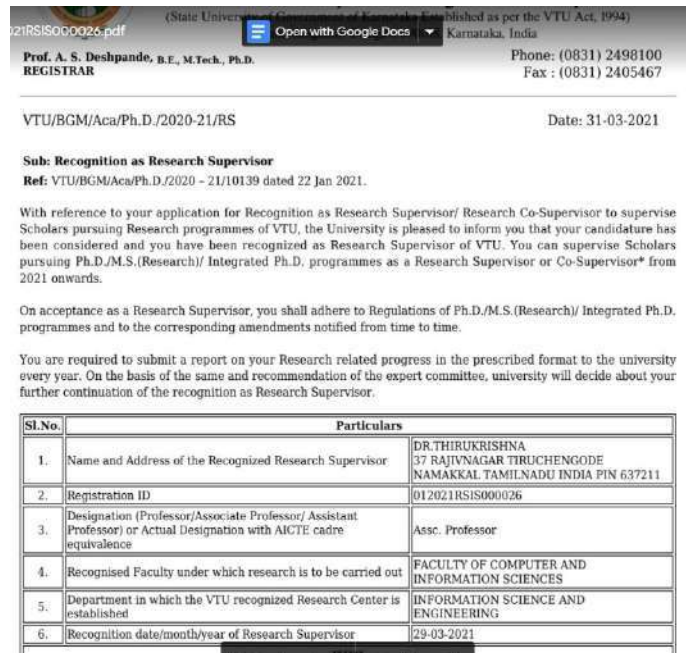 (State University of Government of Karnataka Established as per the VTU Act, 1994)
021RSIS000026.pdf
Open with Google Docs
Karnataka, India
Prof. A. S. Deshpande, B.E., M.Tech., Ph.D.
REGISTRAR
Phone: (0831) 2498100
Fax : (0831) 2405467
VTU/BGM/Aca/Ph.D./2020-21/RS
Date: 31-03-2021
Sub: Recognition as Research Supervisor
Ref: VTU/BGM/Aca/Ph.D./2020 – 21/10139 dated 22 Jan 2021.
With reference to your application for Recognition as Research Supervisor/ Research Co-Supervisor to supervise
Scholars pursuing Research programmes of VTU, the University is pleased to inform you that your candidature has
been considered and you have been recognized as Research Supervisor of VTU. You can supervise Scholars
pursuing Ph.D./M.S.(Research)/ Integrated Ph.D. programmes as a Research Supervisor or Co-Supervisor* from
2021 onwards.
On acceptance as a Research Supervisor, you shall adhere to Regulations of Ph.D./M.S.(Research)/ Integrated Ph.D.
programmes and to the corresponding amendments notified from time to time.
You are required to submit a report on your Research related progress in the prescribed format to the university
every year. On the basis of the same and recommendation of the expert committee, university will decide about your
further continuation of the recognition as Research Supervisor.
Sl.No. Particulars
1. Name and Address of the Recognized Research Supervisor
DR.THIRUKRISHNA
37 RAJIVNAGAR TIRUCHENGODE
NAMAKKAL TAMILNADU INDIA PIN 637211
2. Registration ID 012021RSIS000026
3. Designation (Professor/Associate Professor/ Assistant
Professor) or Actual Designation with AICTE cadre
equivalence
Assc. Professor
4. Recognised Faculty under which research is to be carried out
FACULTY OF COMPUTER AND
INFORMATION SCIENCES
5. Department in which the VTU recognized Research Center is
established
INFORMATION SCIENCE AND
ENGINEERING
6. Recognition date/month/year of Research Supervisor 29-03-2021